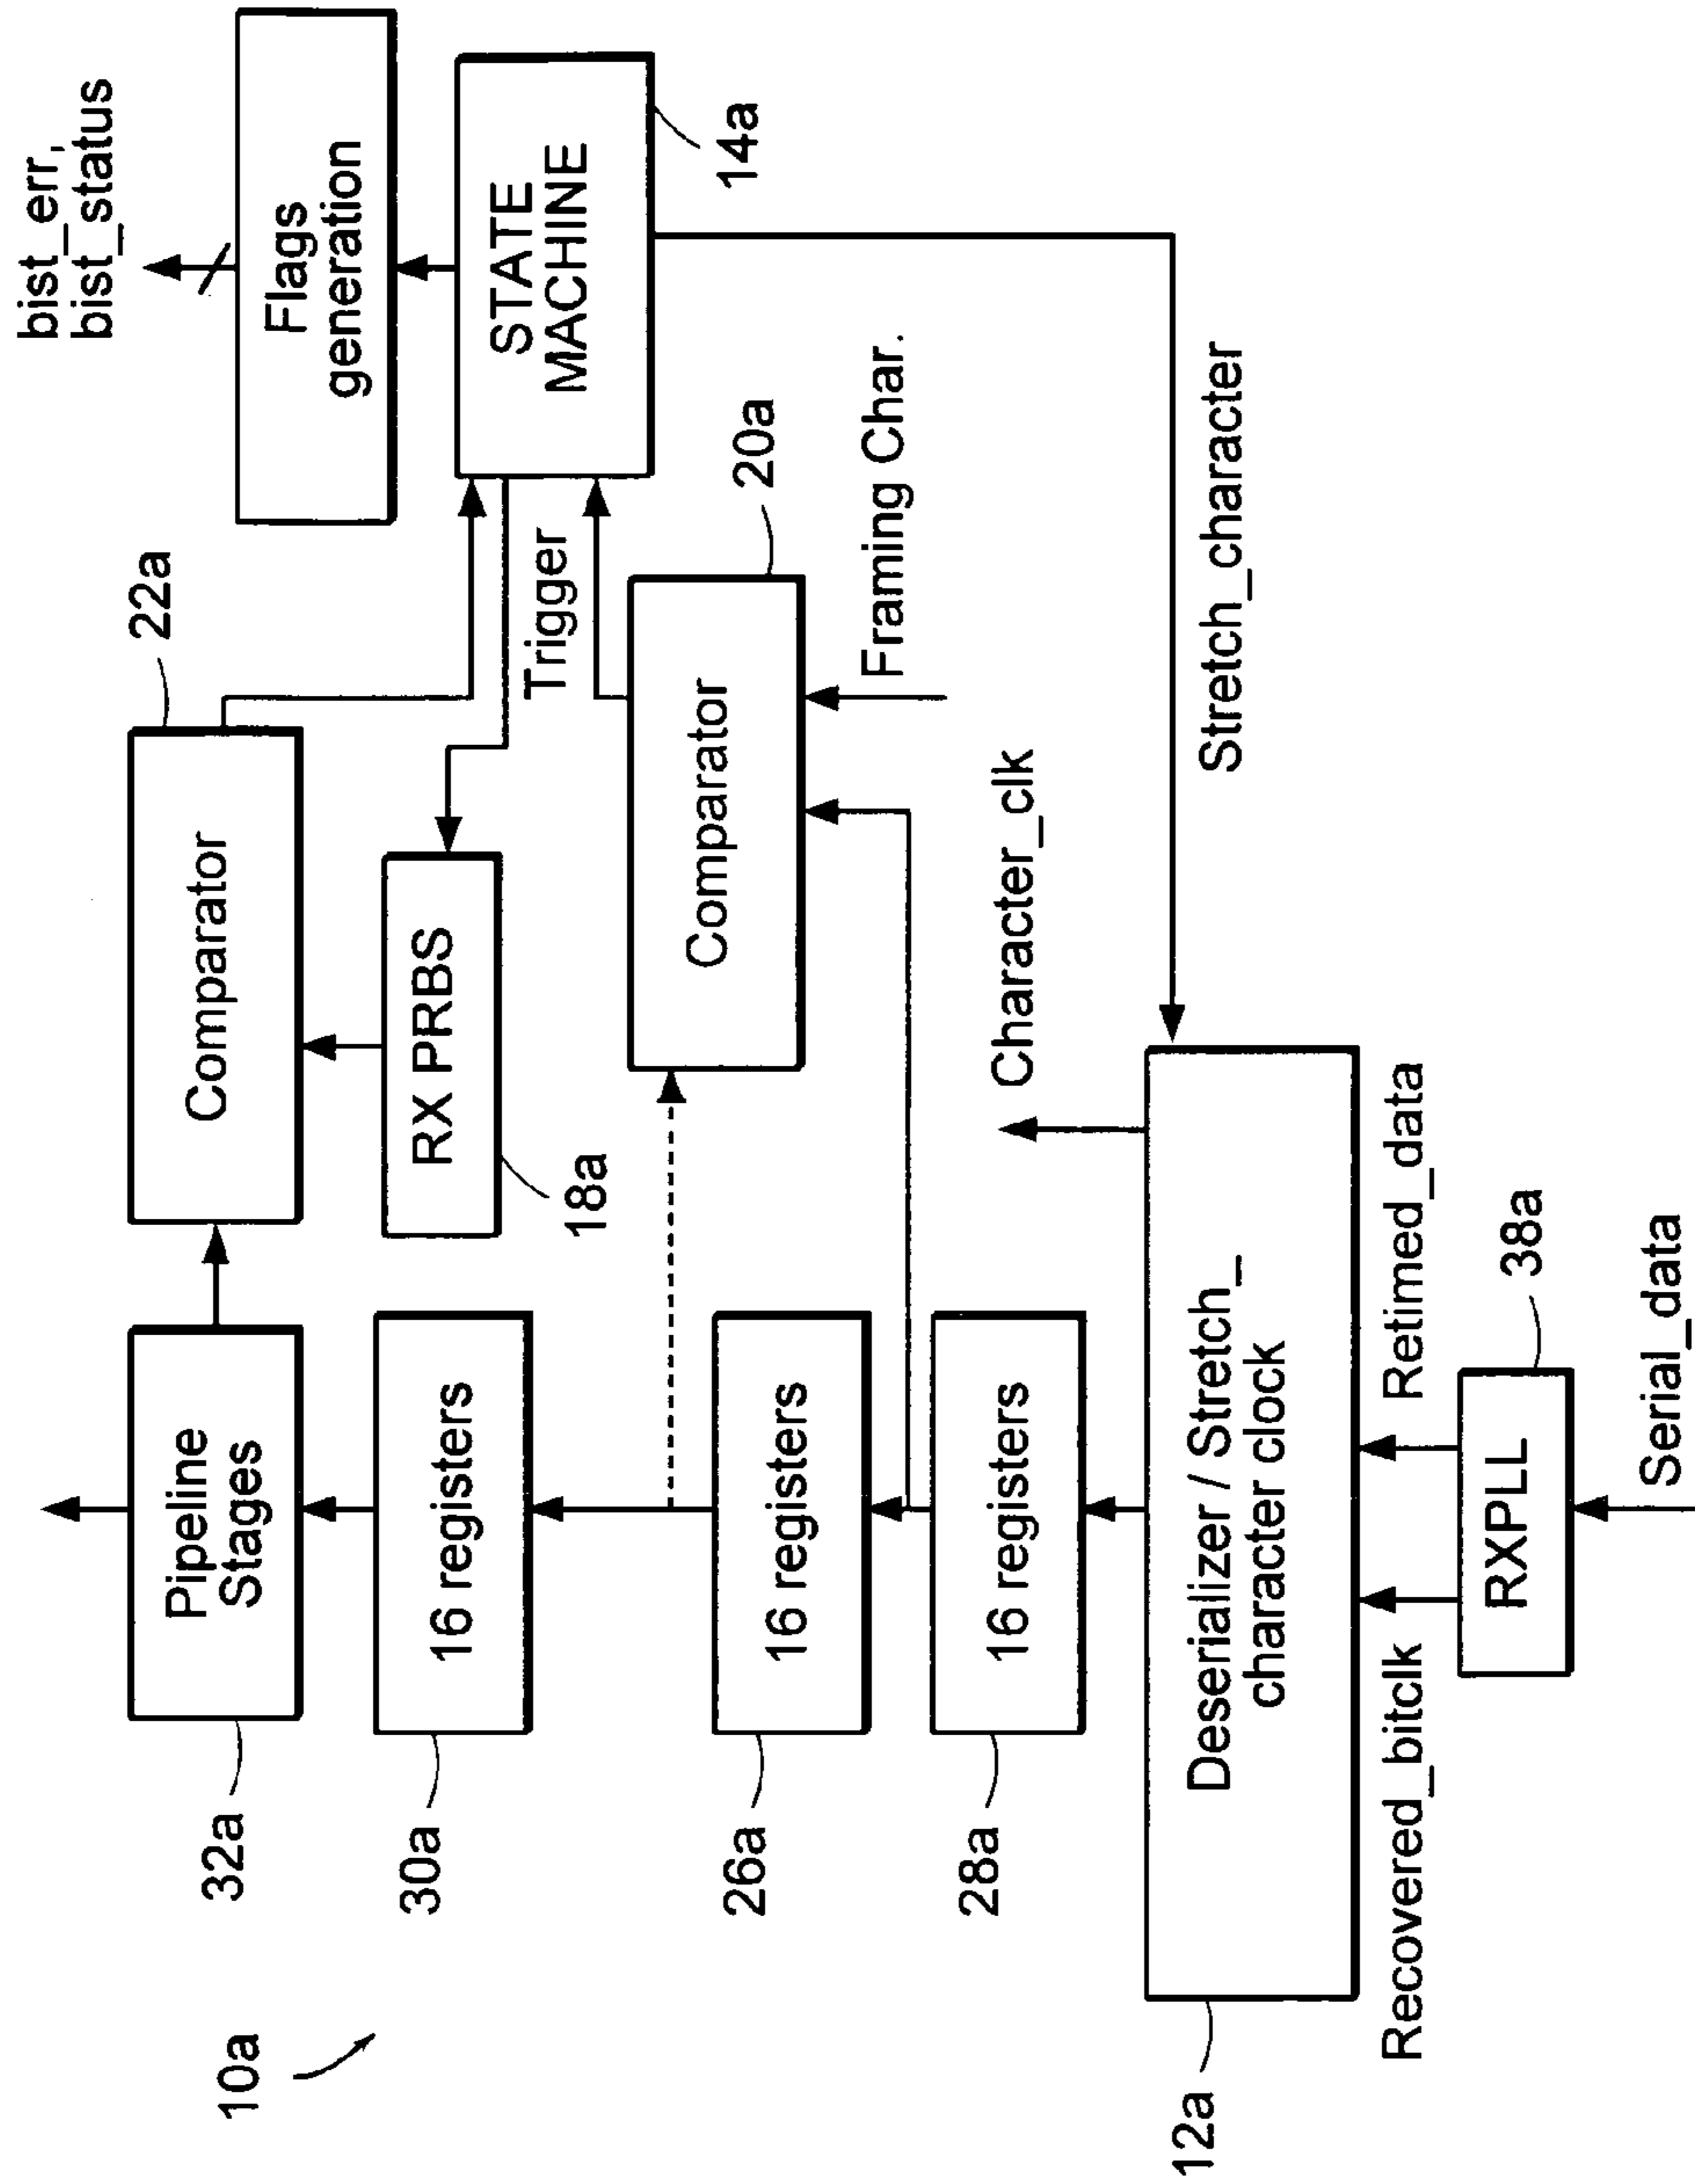 10a
32a
Pipeline
Stages
22a
Comparator
bist_err,
bist_status
Flags
generation
30a
16 registers
RX PRBS
18a
Trigger
STATE
MACHINE
14a
26a
16 registers
Comparator
20a
Framing Char.
28a
16 registers
Character_clk
Stretch_character
12a
Deserializer / Stretch_
character clock
Recovered_bitclk
Retimed_data
RXPLL
38a
Serial_data